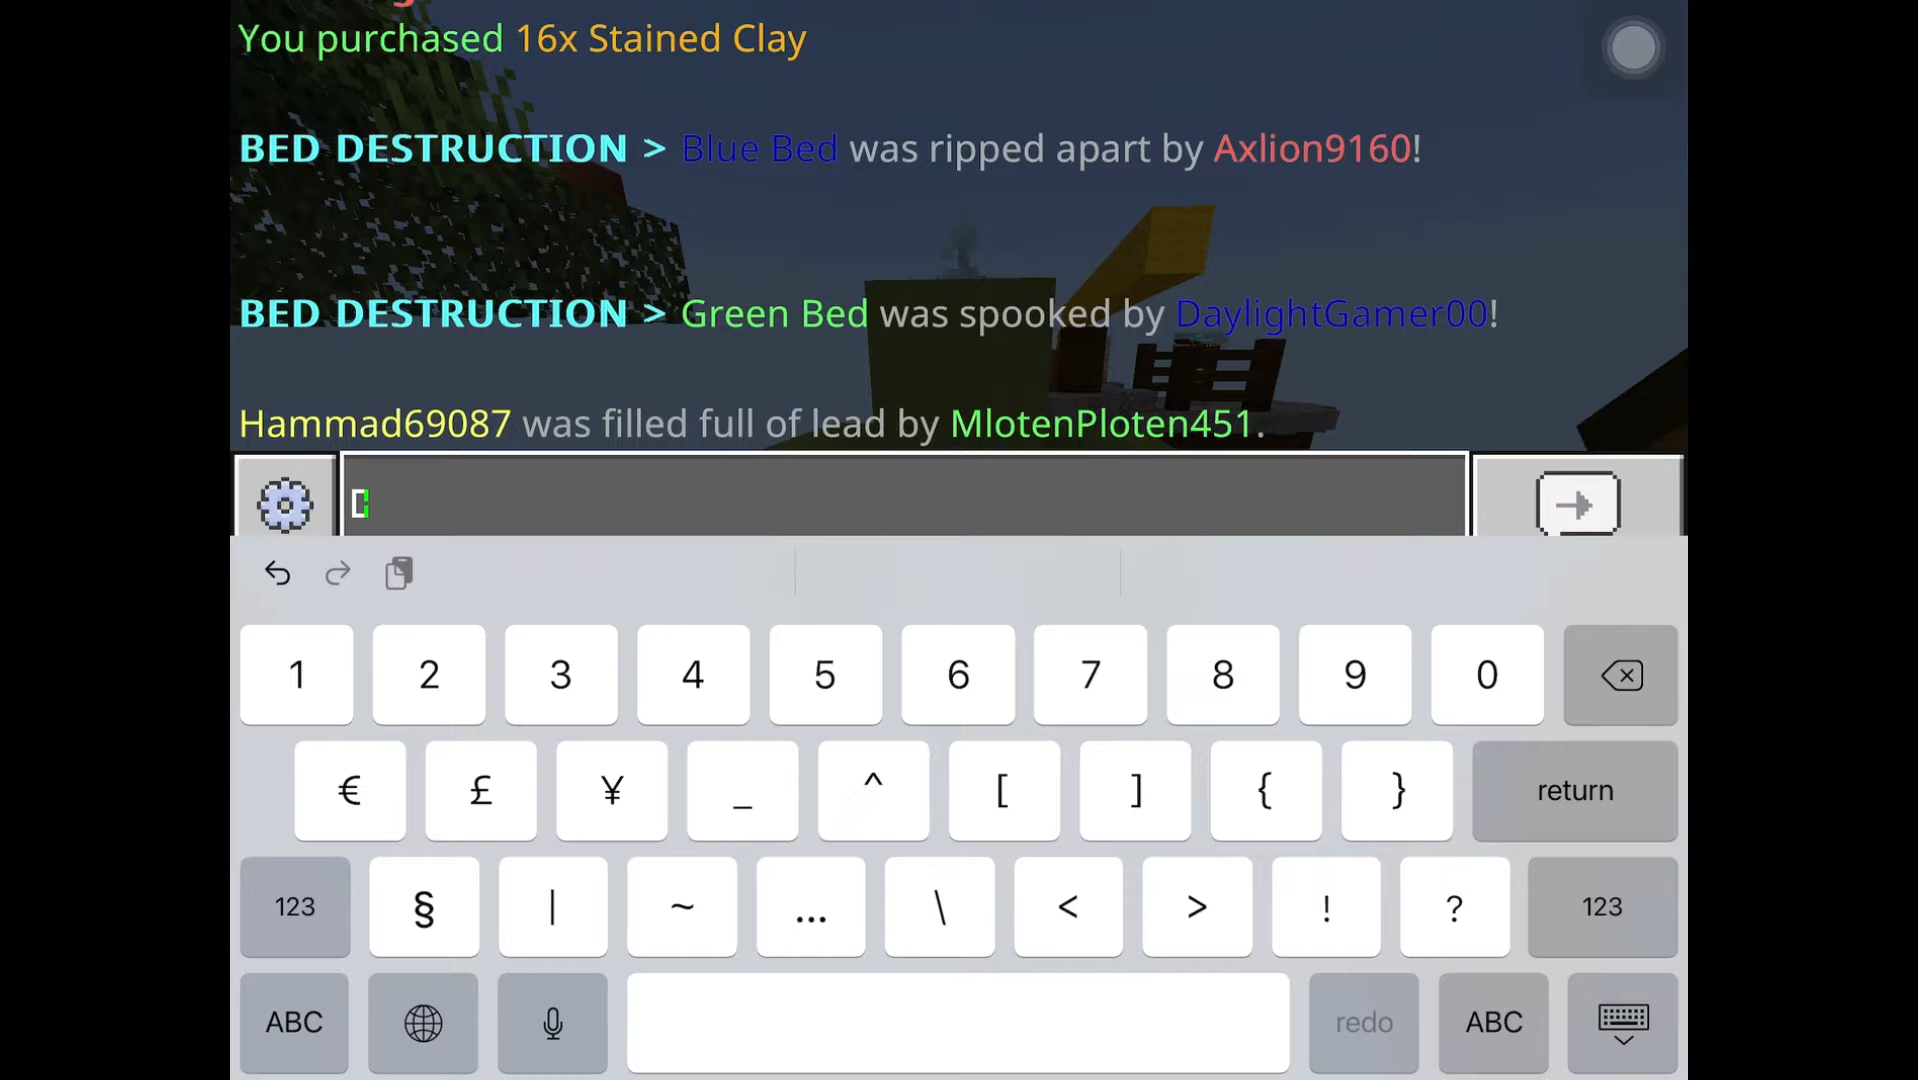 You purchased 16x Stained Clay
BED DESTRUCTION > Blue Bed was ripped apart by Axlion9160!
BED DESTRUCTION > Green Bed was spooked by DaylightGamer00!
Hammad69087 was filled full of lead by MlotenPloten451.
[
1 2 3 4 5 6 7 8 9 0
€ £ ¥ _ ^ [ ] { } return
123 § | ~ ... \ < > ! ? 123
ABC redo ABC